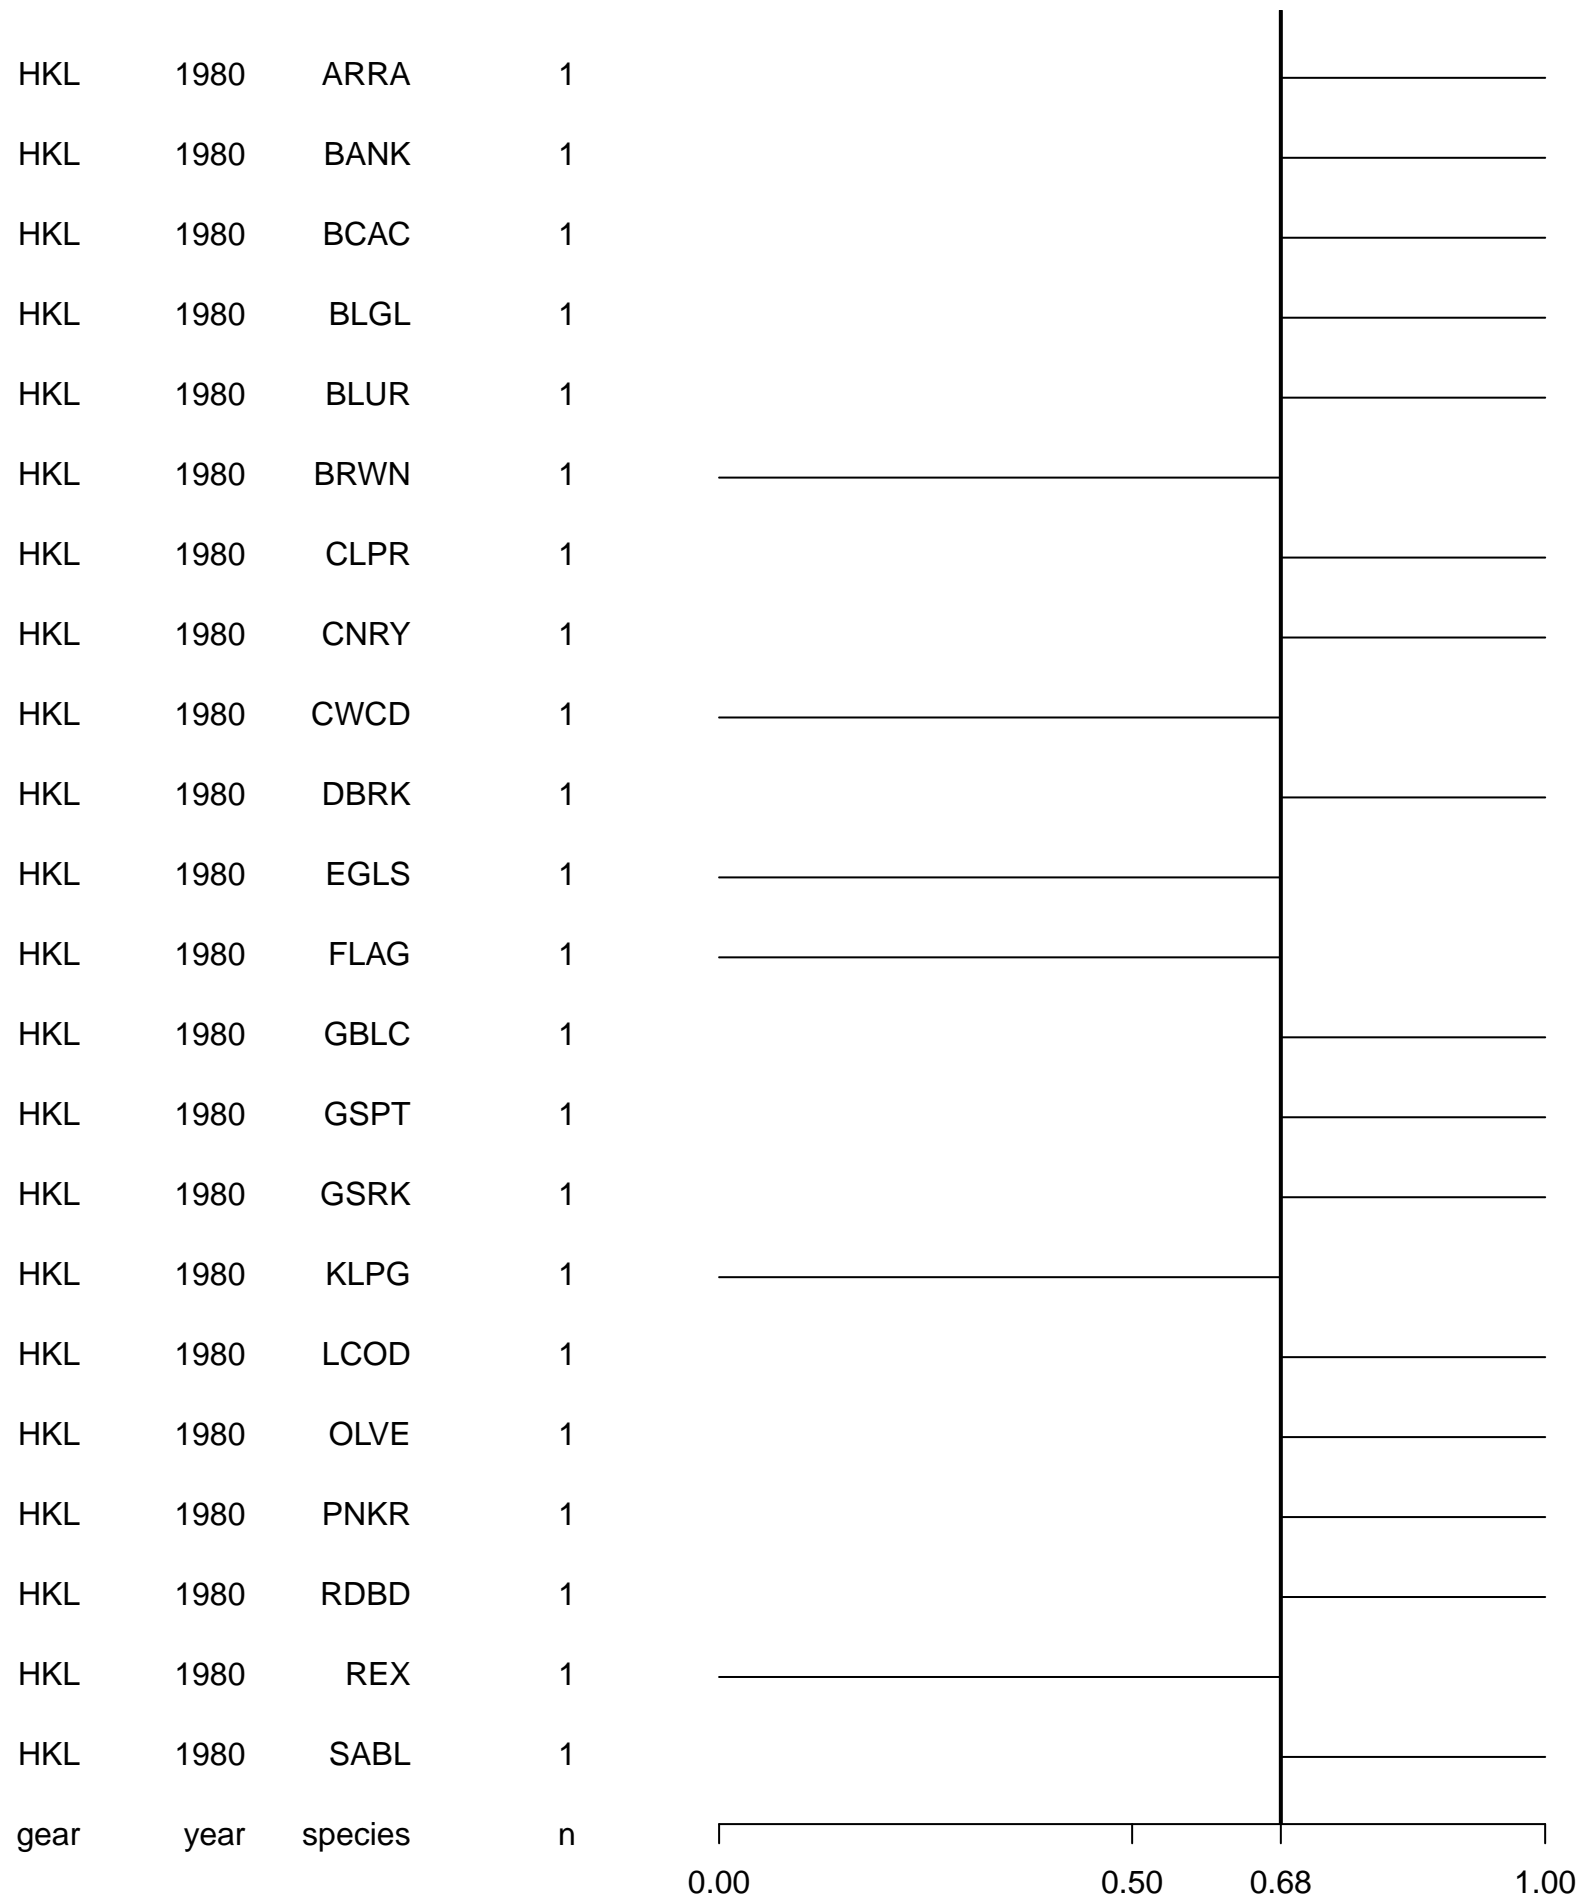 HKL 1980 ARRA 1
HKL 1980 BANK 1
HKL 1980 BCAC 1
HKL 1980 BLGL 1
HKL 1980 BLUR 1
HKL 1980 BRWN 1
HKL 1980 CLPR 1
HKL 1980 CNRY 1
HKL 1980 CWCD 1
HKL 1980 DBRK 1
HKL 1980 EGLS 1
HKL 1980 FLAG 1
HKL 1980 GBLC 1
HKL 1980 GSPT 1
HKL 1980 GSRK 1
HKL 1980 KLPG 1
HKL 1980 LCOD 1
HKL 1980 OLVE 1
HKL 1980 PNKR 1
HKL 1980 RDBD 1
HKL 1980 REX 1
HKL 1980 SABL 1
gear year species n
0.00 0.50 0.68 1.00